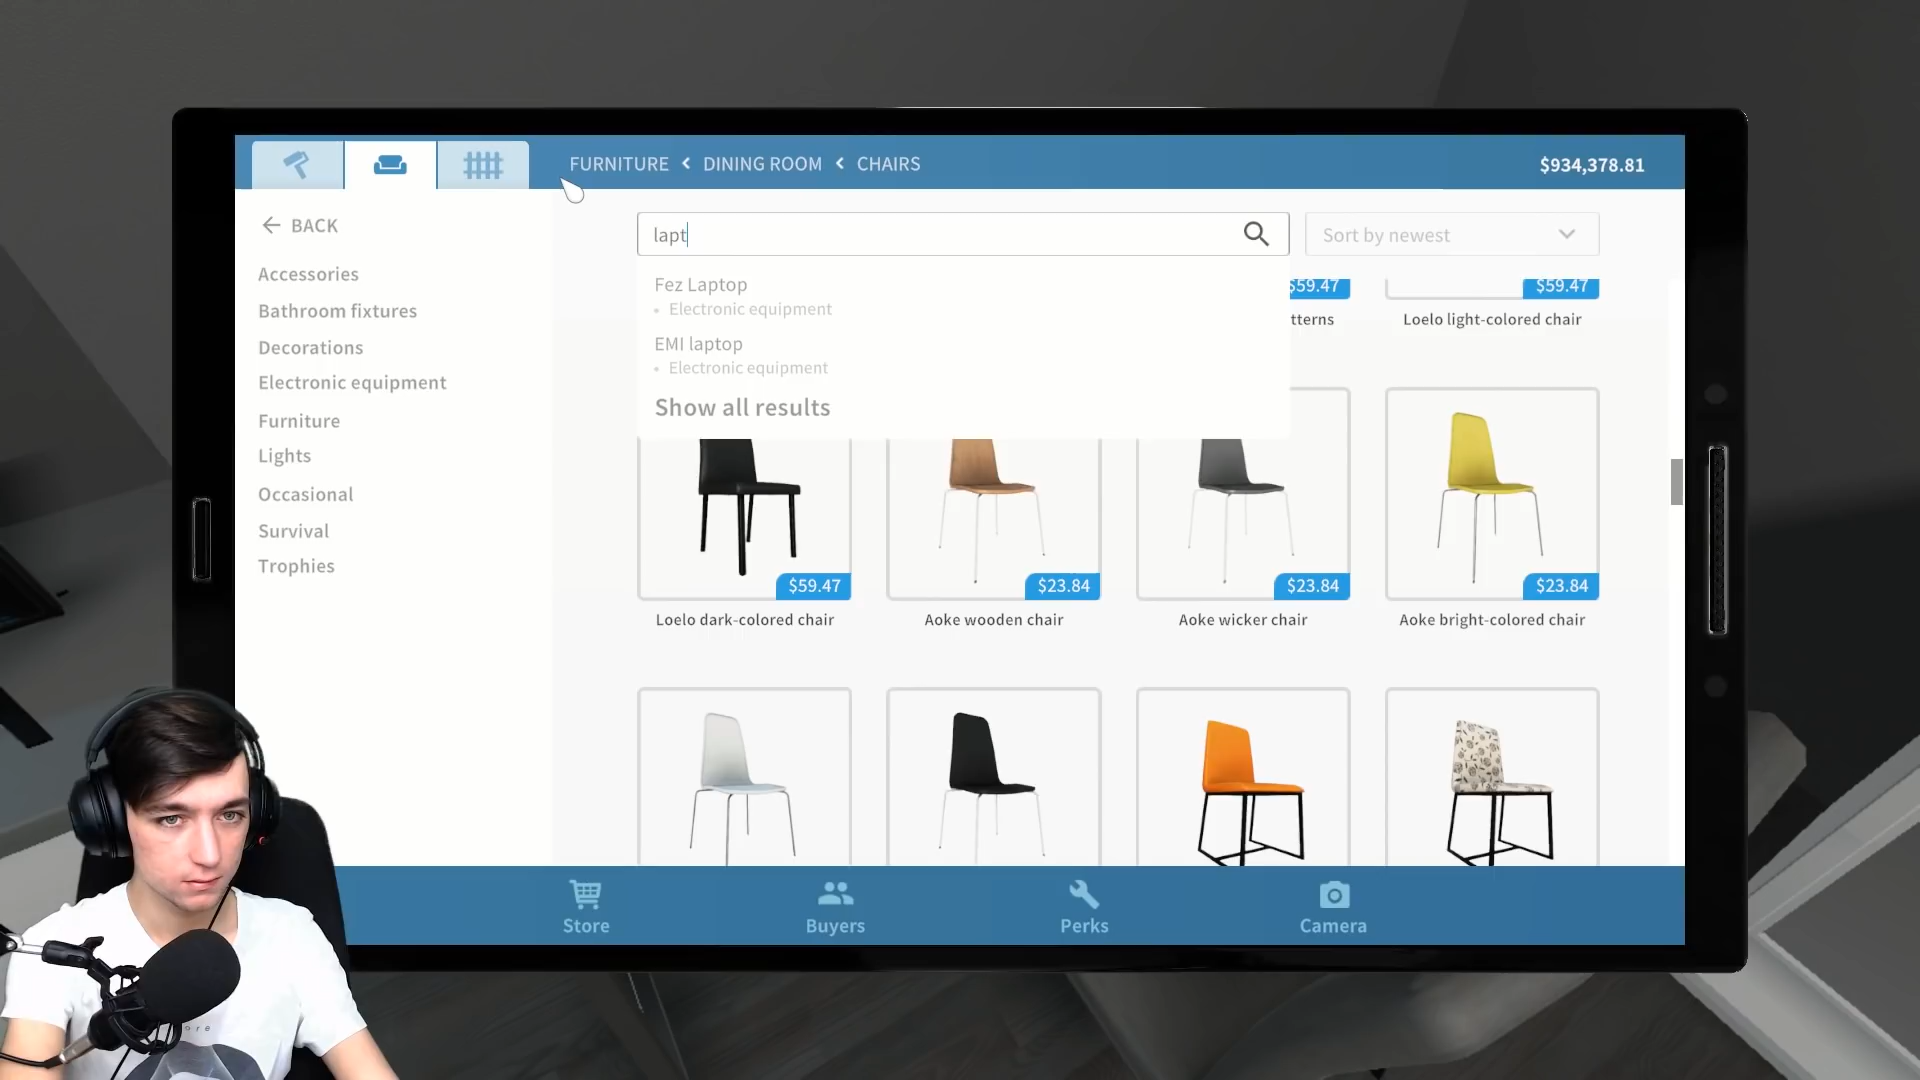 FURNITURE < DINING ROOM < CHAIRS
$934,378.81
BACK
Accessories
Bathroom fixtures
Decorations
Electronic equipment
Furniture
Lights
Occasional
Survival
Trophies
lapt
Sort by newest
Fez Laptop
• Electronic equipment
EMI laptop
• Electronic equipment
Show all results
$59.47
$59.47
tterns
Loelo light-colored chair
$59.47
$23.84
$23.84
$23.84
Loelo dark-colored chair
Aoke wooden chair
Aoke wicker chair
Aoke bright-colored chair
Store
Buyers
Perks
Camera
ore